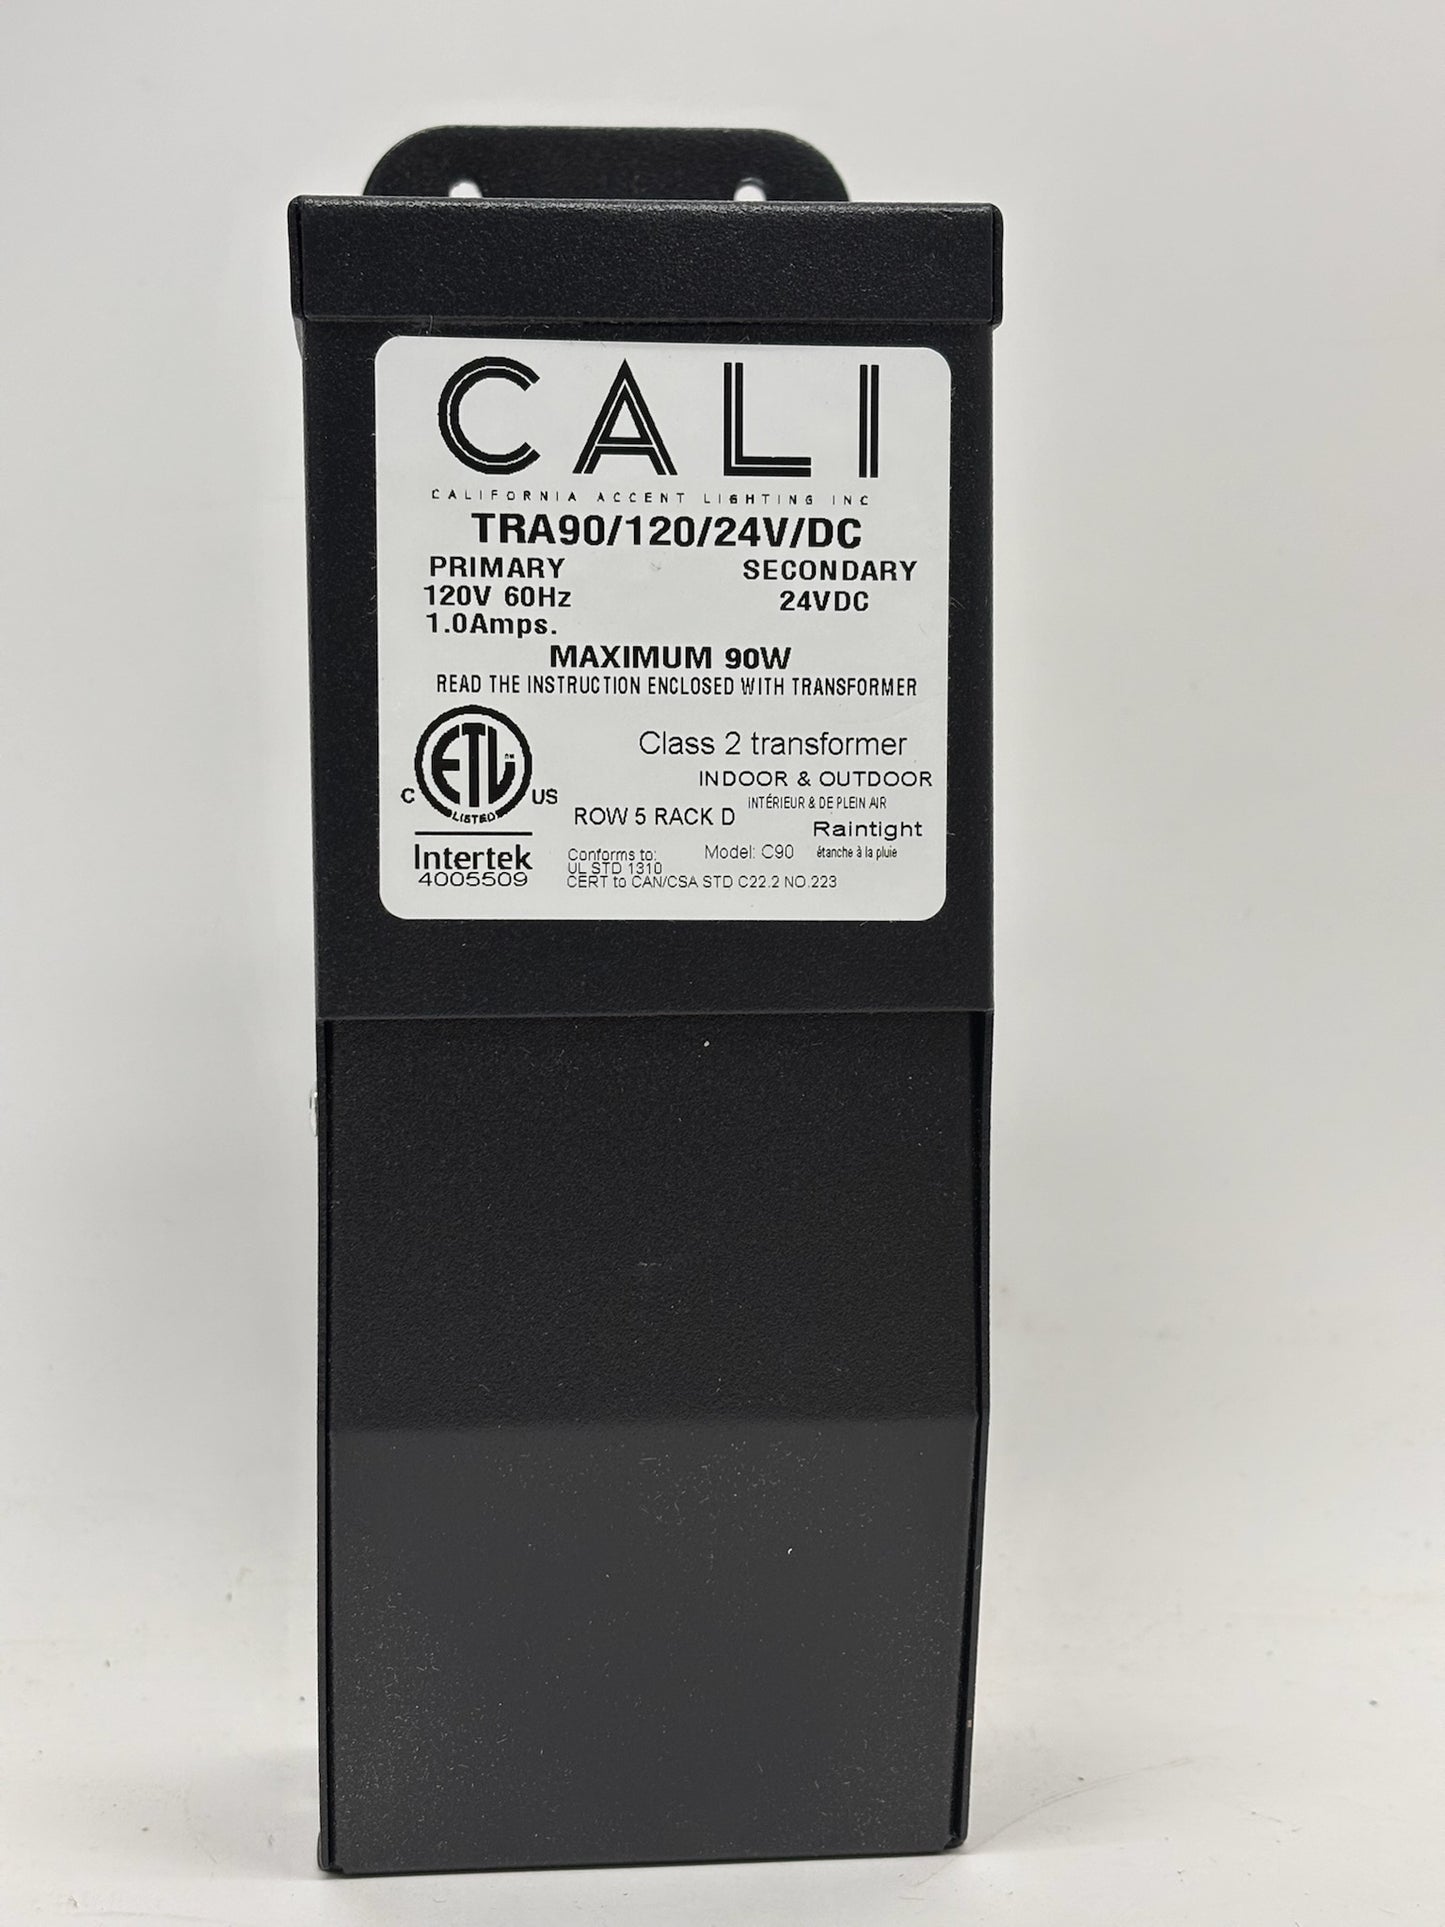 CALI
CALIFORNIA ACCENT LIGHTING INC
TRA90/120/24V/DC
PRIMARY
120V 60Hz
1.0Amps.
SECONDARY
24VDC
MAXIMUM 90W
READ THE INSTRUCTION ENCLOSED WITH TRANSFORMER
Class 2 transformer
INDOOR & OUTDOOR
INTÉRIEUR & DE PLEIN AIR
ROW 5 RACK D
Raintight
étanche à la pluie
Model: C90
Conforms to:
UL STD 1310
CERT to CAN/CSA STD C22.2 NO.223
ETL
LISTED
C US
Intertek
4005509